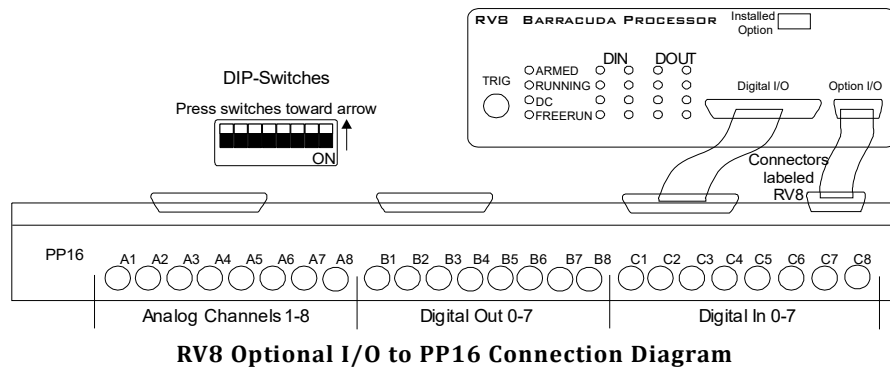 RV8 BARRACUDA PROCESSOR
Installed
Option
DIN DOUT
TRIG
ARMED
RUNNING
DC
FREERUN
Digital I/O Option I/O
DIP-Switches
Press switches toward arrow
ON
Connectors
labeled
RV8
PP16
A1 A2 A3 A4 A5 A6 A7 A8 B1 B2 B3 B4 B5 B6 B7 B8 C1 C2 C3 C4 C5 C6 C7 C8
Analog Channels 1-8 Digital Out 0-7 Digital In 0-7
RV8 Optional I/O to PP16 Connection Diagram